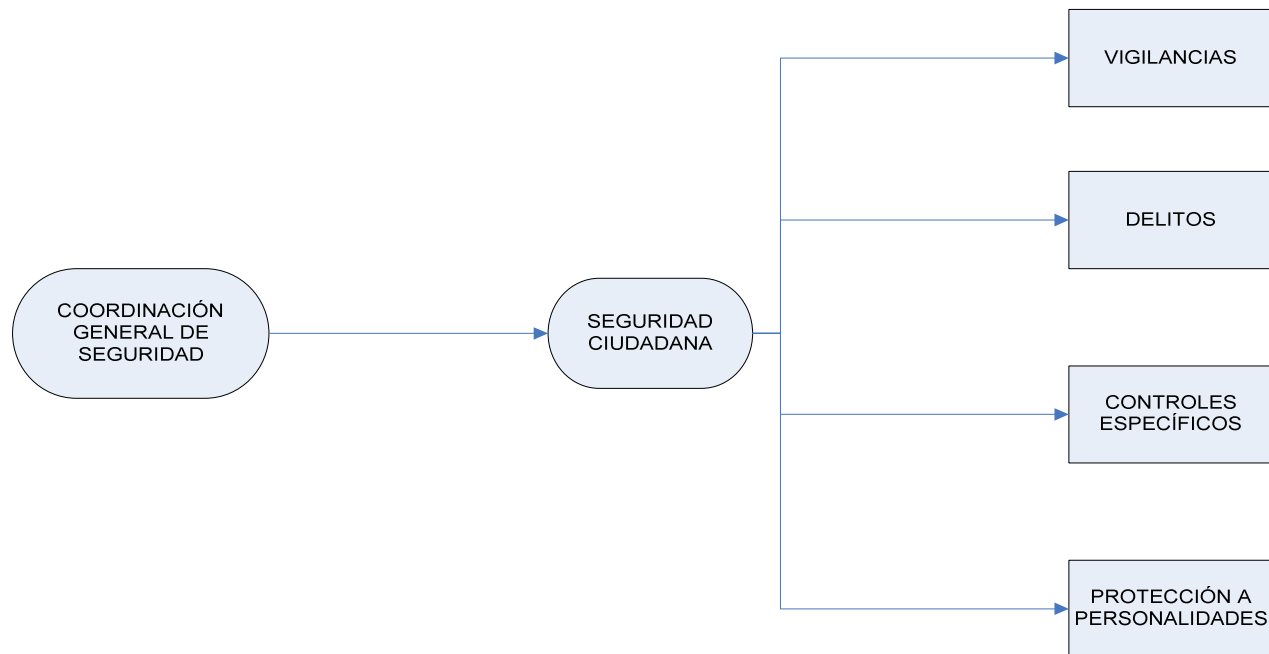 VIGILANCIAS
DELITOS
COORDINACIÓN
GENERAL DE
SEGURIDAD
SEGURIDAD
CIUDADANA
CONTROLES
ESPECÍFICOS
PROTECCIÓN A
PERSONALIDADES